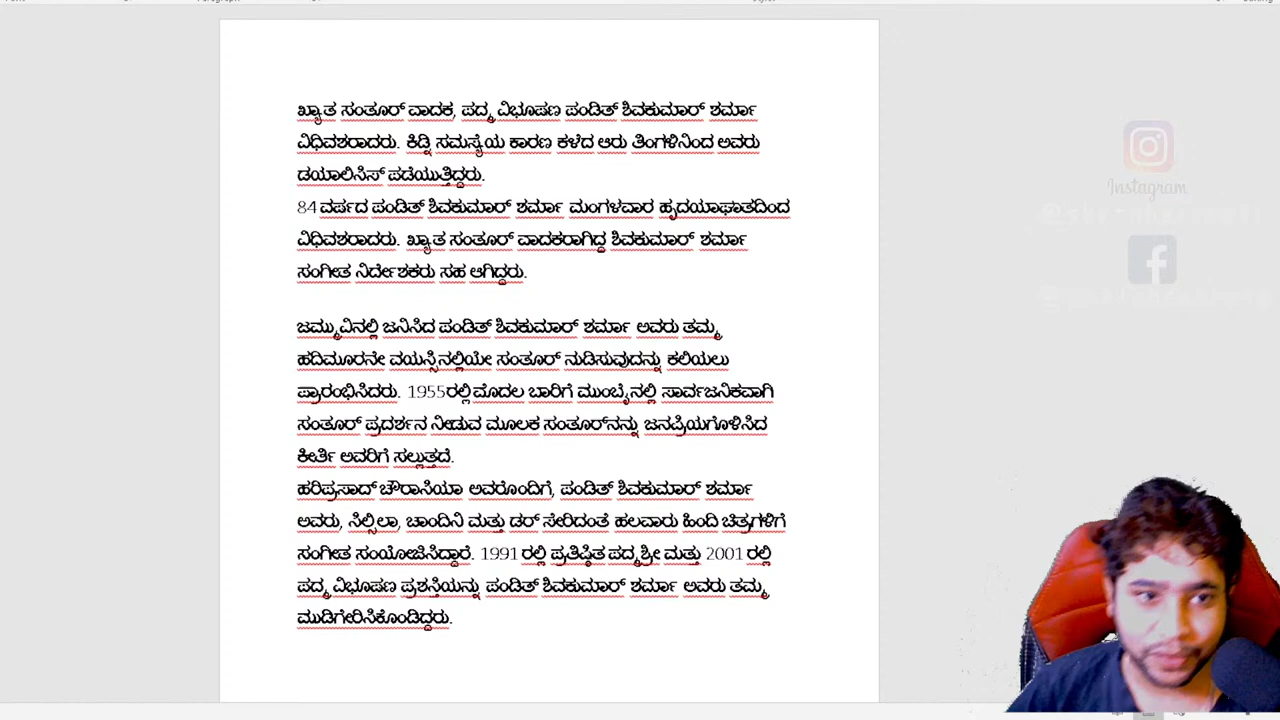 ಖ್ಯಾತ ಸಂತೂರ್ ವಾದಕ, ಪದ್ಮ ವಿಭೂಷಣ ಪಂಡಿತ್ ಶಿವಕುಮಾರ್ ಶರ್ಮಾ
ವಿಧಿವಶರಾದರು. ಕಿಡ್ನಿ ಸಮಸ್ಯೆಯ ಕಾರಣ ಕಳೆದ ಆರು ತಿಂಗಳಿನಿಂದ ಅವರು
ಡಯಾಲಿಸಿಸ್ ಪಡೆಯುತ್ತಿದ್ದರು.
84 ವರ್ಷದ ಪಂಡಿತ್ ಶಿವಕುಮಾರ್ ಶರ್ಮಾ ಮಂಗಳವಾರ ಹೃದಯಾಘಾತದಿಂದ
ವಿಧಿವಶರಾದರು. ಖ್ಯಾತ ಸಂತೂರ್ ವಾದಕರಾಗಿದ್ದ ಶಿವಕುಮಾರ್ ಶರ್ಮಾ
ಸಂಗೀತ ನಿರ್ದೇಶಕರು ಸಹ ಆಗಿದ್ದರು.
ಜಮ್ಮುವಿನಲ್ಲಿ ಜನಿಸಿದ ಪಂಡಿತ್ ಶಿವಕುಮಾರ್ ಶರ್ಮಾ ಅವರು ತಮ್ಮ
ಹದಿಮೂರನೇ ವಯಸ್ಸಿನಲ್ಲಿಯೇ ಸಂತೂರ್ ನುಡಿಸುವುದನ್ನು ಕಲಿಯಲು
ಪ್ರಾರಂಭಿಸಿದರು. 1955ರಲ್ಲಿ ಮೊದಲ ಬಾರಿಗೆ ಮುಂಬೈನಲ್ಲಿ ಸಾರ್ವಜನಿಕವಾಗಿ
ಸಂತೂರ್ ಪ್ರದರ್ಶನ ನೀಡುವ ಮೂಲಕ ಸಂತೂರ್‌ನನ್ನು ಜನಪ್ರಿಯಗೊಳಿಸಿದ
ಕೀರ್ತಿ ಅವರಿಗೆ ಸಲ್ಲುತ್ತದೆ.
ಹರಿಪ್ರಸಾದ್ ಚೌರಾಸಿಯಾ ಅವರೊಂದಿಗೆ, ಪಂಡಿತ್ ಶಿವಕುಮಾರ್ ಶರ್ಮಾ
ಅವರು, ಸಿಲ್ಸಿಲಾ, ಚಾಂದಿನಿ ಮತ್ತು ಡರ್ ಸೇರಿದಂತೆ ಹಲವಾರು ಹಿಂದಿ ಚಿತ್ರಗಳಿಗೆ
ಸಂಗೀತ ಸಂಯೋಜಿಸಿದ್ದಾರೆ. 1991 ರಲ್ಲಿ ಪ್ರತಿಷ್ಠಿತ ಪದ್ಮಶ್ರೀ ಮತ್ತು 2001 ರಲ್ಲಿ
ಪದ್ಮ ವಿಭೂಷಣ ಪ್ರಶಸ್ತಿಯನ್ನು ಪಂಡಿತ್ ಶಿವಕುಮಾರ್ ಶರ್ಮಾ ಅವರು ತಮ್ಮ
ಮುಡಿಗೇರಿಸಿಕೊಂಡಿದ್ದರು.
Instagram